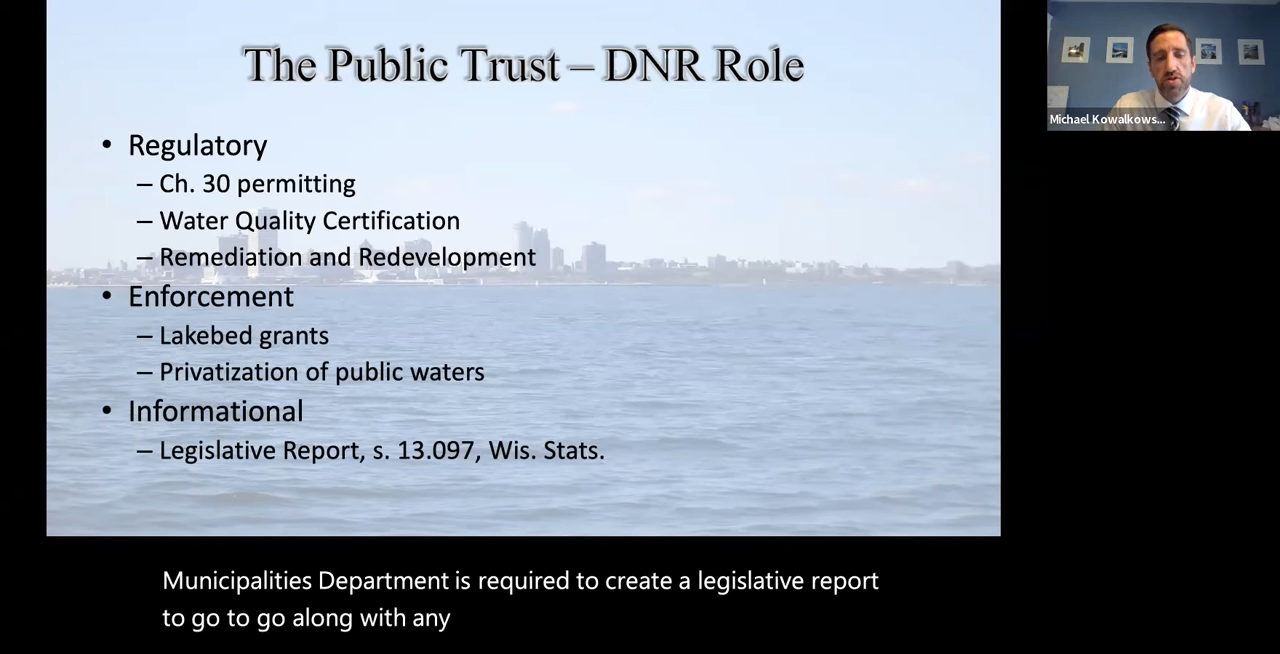 The Public Trust – DNR Role
• Regulatory
– Ch. 30 permitting
– Water Quality Certification
– Remediation and Redevelopment
• Enforcement
– Lakebed grants
– Privatization of public waters
• Informational
– Legislative Report, s. 13.097, Wis. Stats.
Michael Kowalkows...
Municipalities Department is required to create a legislative report
to go to go along with any